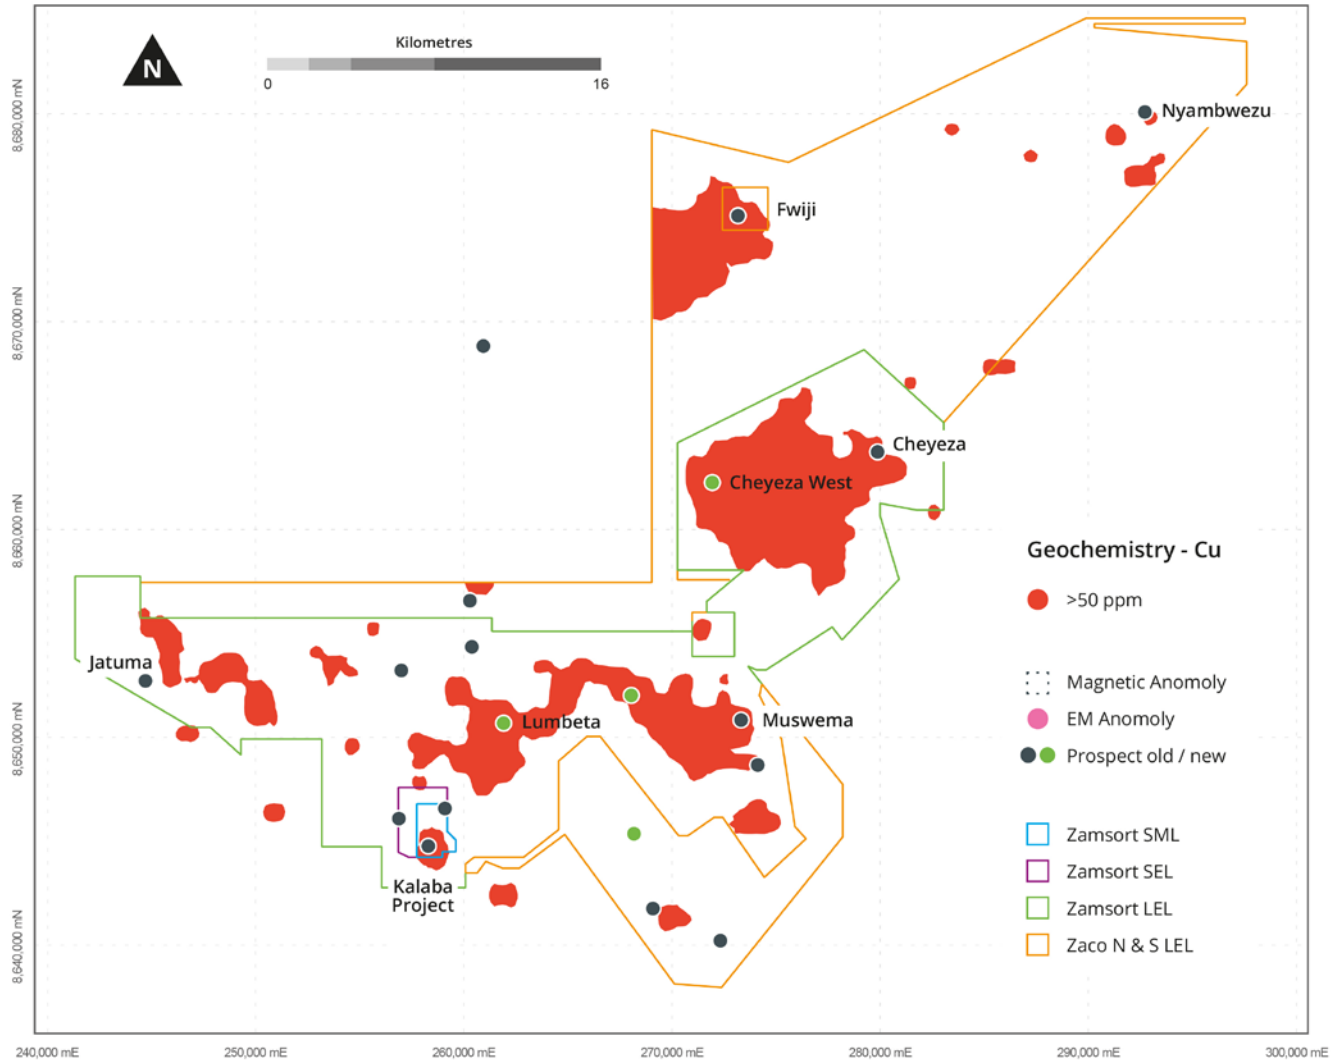 Kilometres
N
0
16
8,680,000 mN
Nyambwezu
Fwiji
8,670,000 mN
Cheyeza
Cheyeza West
8,660,000 mN
Geochemistry - Cu
>50 ppm
Jatuma
Magnetic Anomoly
EM Anomoly
Lumbeta
Muswema
8,650,000 mN
Prospect old / new
Zamsort SML
Zamsort SEL
Kalaba
Project
Zamsort LEL
Zaco N & S LEL
8,640,000 mN
240,000 mE
250,000 mE
260,000 mE
270,000 mE
280,000 mE
290,000 mE
300,000 mE